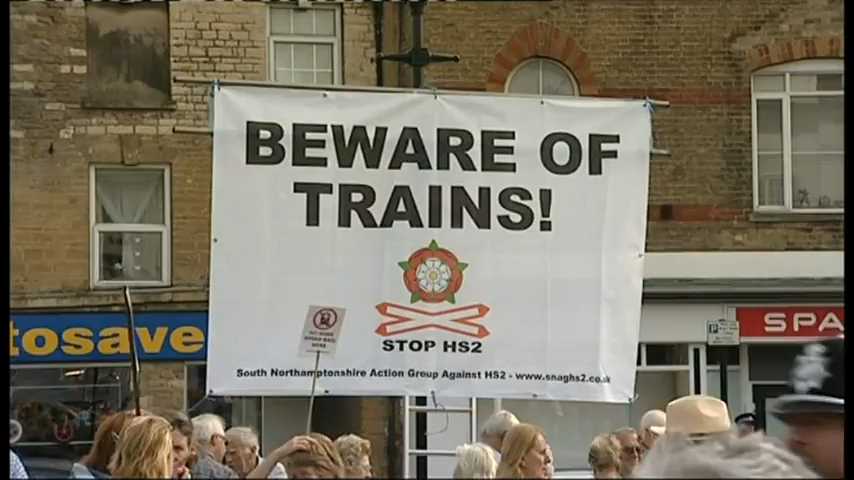 BEWARE OF
TRAINS!
STOP HS2
South Northamptonshire Action Group Against HS2 - www.snaghs2.co.uk
tosave
SPA